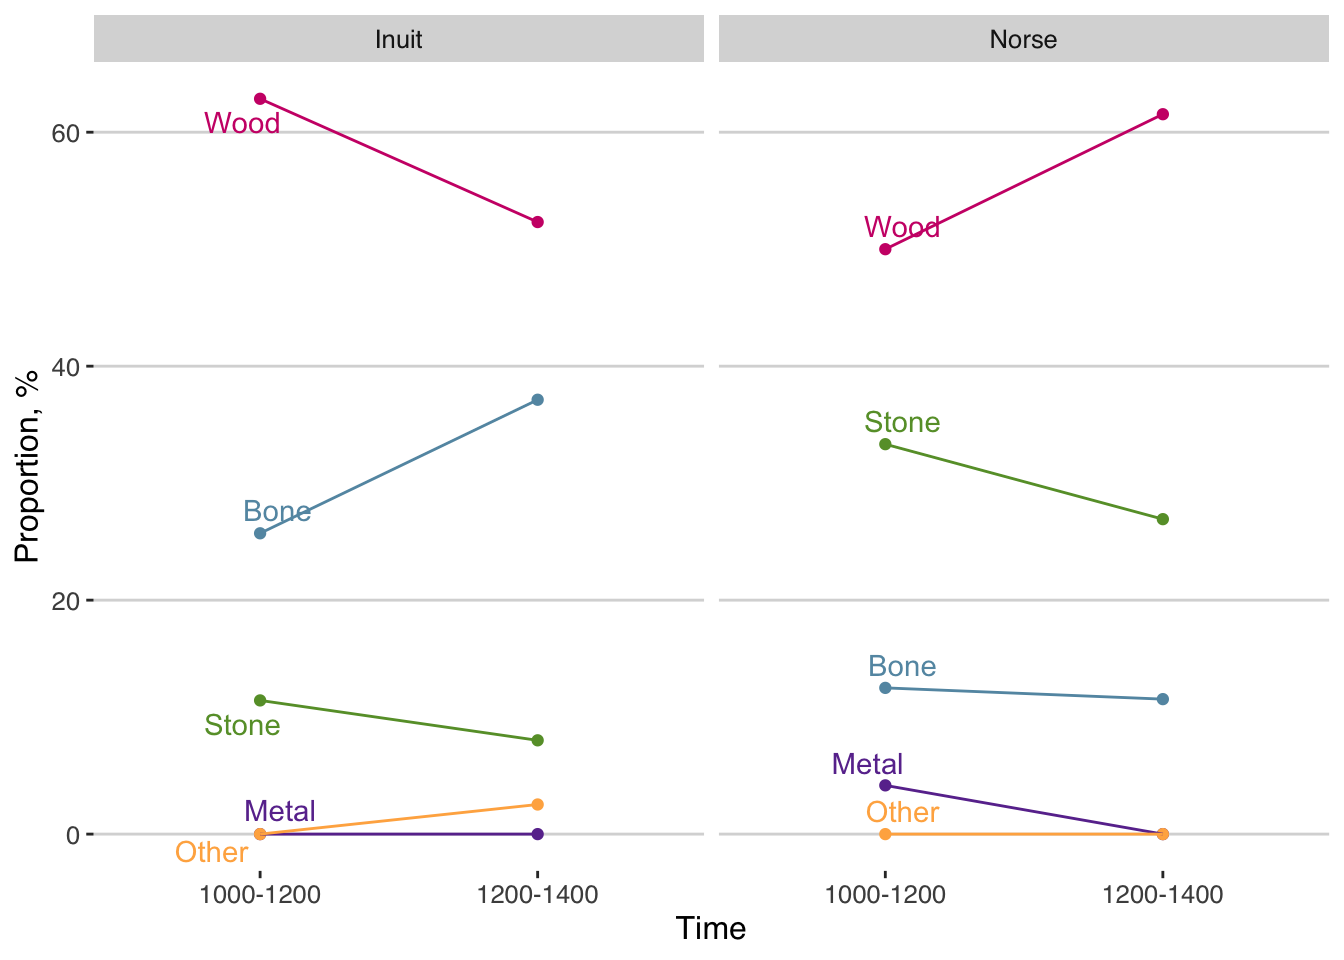 Inuit
Norse
Proportion, %
60
40
20
0
Wood
Bone
Stone
Metal
Other
Wood
Stone
Bone
Metal
Other
1000-1200
1200-1400
1000-1200
1200-1400
Time